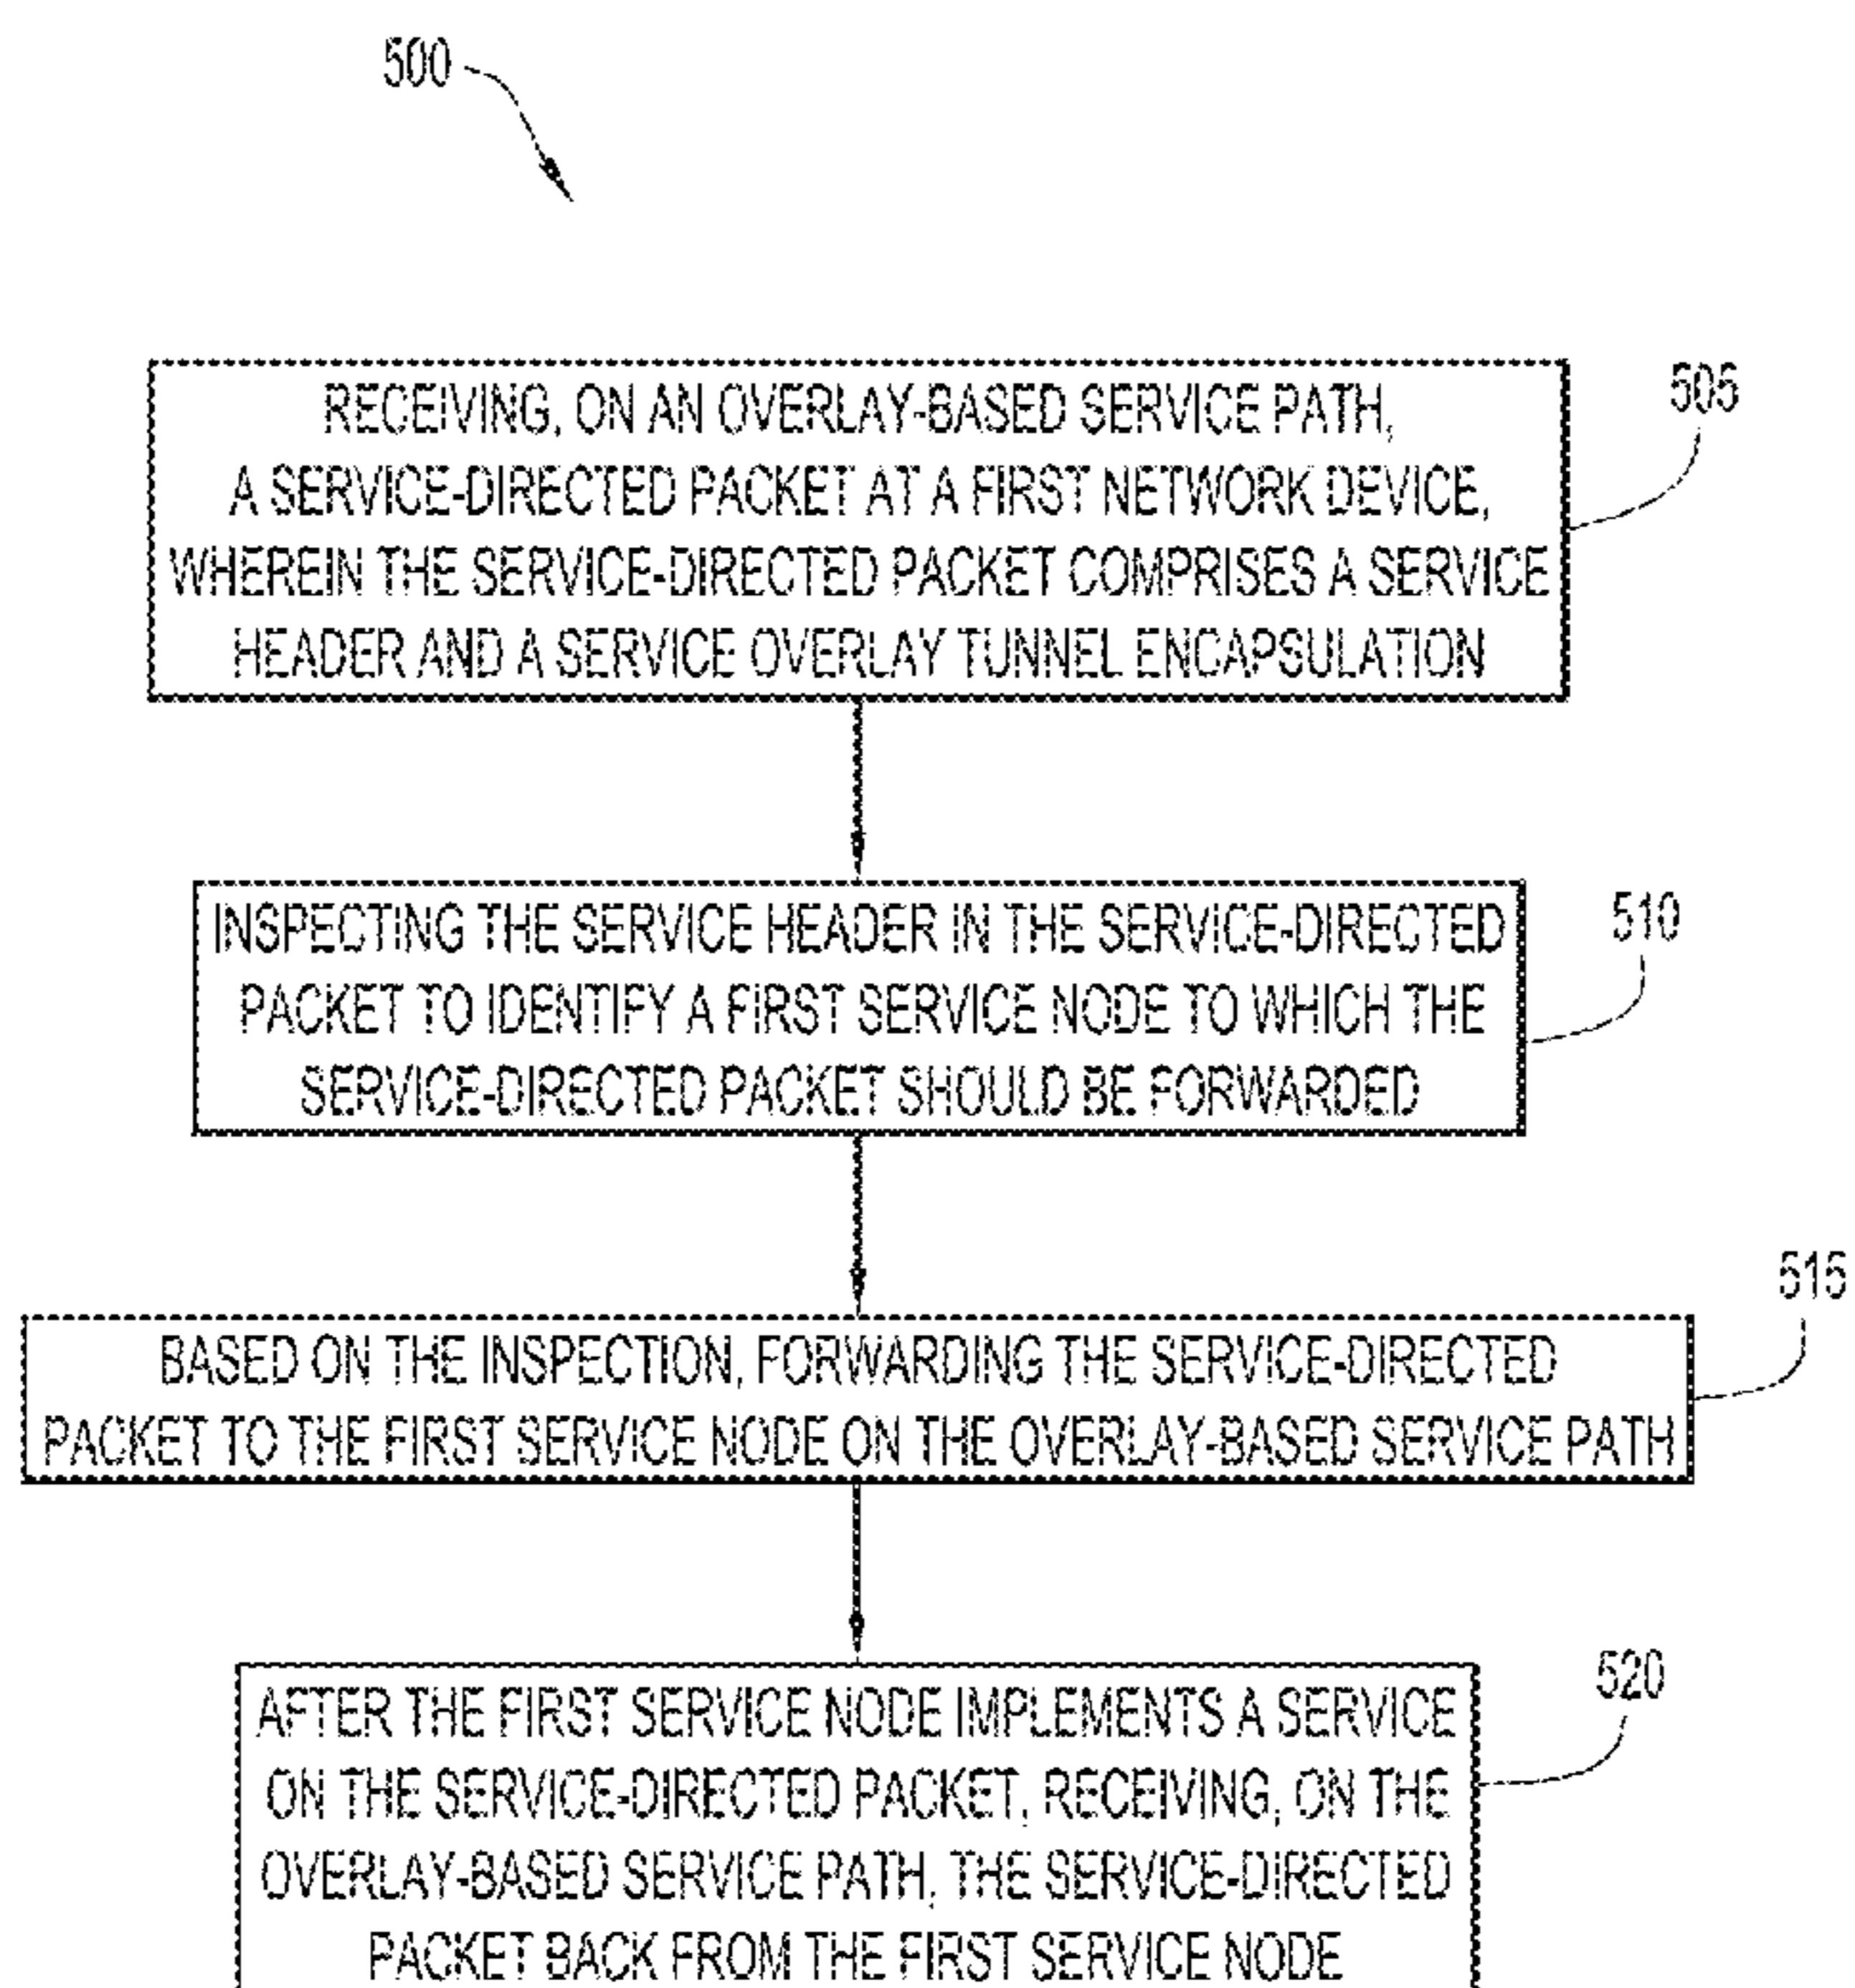 500
RECEIVING, ON AN OVERLAY-BASED SERVICE PATH,
A SERVICE-DIRECTED PACKET AT A FIRST NETWORK DEVICE,
WHEREIN THE SERVICE-DIRECTED PACKET COMPRISES A SERVICE
HEADER AND A SERVICE OVERLAY TUNNEL ENCAPSULATION
505
INSPECTING THE SERVICE HEADER IN THE SERVICE-DIRECTED
PACKET TO IDENTIFY A FIRST SERVICE NODE TO WHICH THE
SERVICE-DIRECTED PACKET SHOULD BE FORWARDED
510
BASED ON THE INSPECTION, FORWARDING THE SERVICE-DIRECTED
PACKET TO THE FIRST SERVICE NODE ON THE OVERLAY-BASED SERVICE PATH
515
AFTER THE FIRST SERVICE NODE IMPLEMENTS A SERVICE
ON THE SERVICE-DIRECTED PACKET, RECEIVING, ON THE
OVERLAY-BASED SERVICE PATH, THE SERVICE-DIRECTED
PACKET BACK FROM THE FIRST SERVICE NODE
520